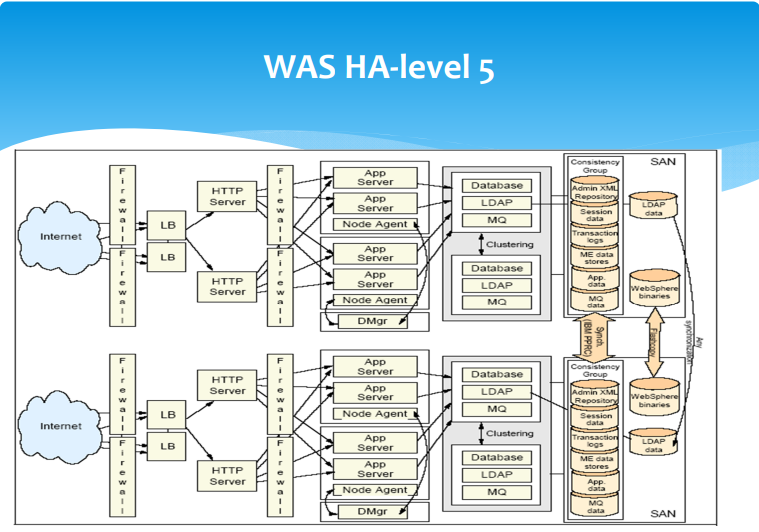 WAS HA-level 5
Internet
Firewall
Firewall
LB
LB
HTTP
Server
HTTP
Server
Firewall
Firewall
App
Server
App
Server
Node Agent
App
Server
App
Server
Node Agent
DMgr
Database
LDAP
MQ
Clustering
Database
LDAP
MQ
SAN
Consistency
Group
Admin XML
Repository
Session
data
Transaction
logs
ME data
stores
App.
data
MQ
data
LDAP
data
WebSphere
binaries
Synch.
(IBM PPRC)
Flashcopy
Any
synchronization
Internet
Firewall
Firewall
LB
LB
HTTP
Server
HTTP
Server
Firewall
Firewall
App
Server
App
Server
Node Agent
App
Server
App
Server
Node Agent
DMgr
Database
LDAP
MQ
Clustering
Database
LDAP
MQ
Consistency
Group
Admin XML
Repository
Session
data
Transaction
logs
ME data
stores
App.
data
MQ
data
WebSphere
binaries
LDAP
data
SAN